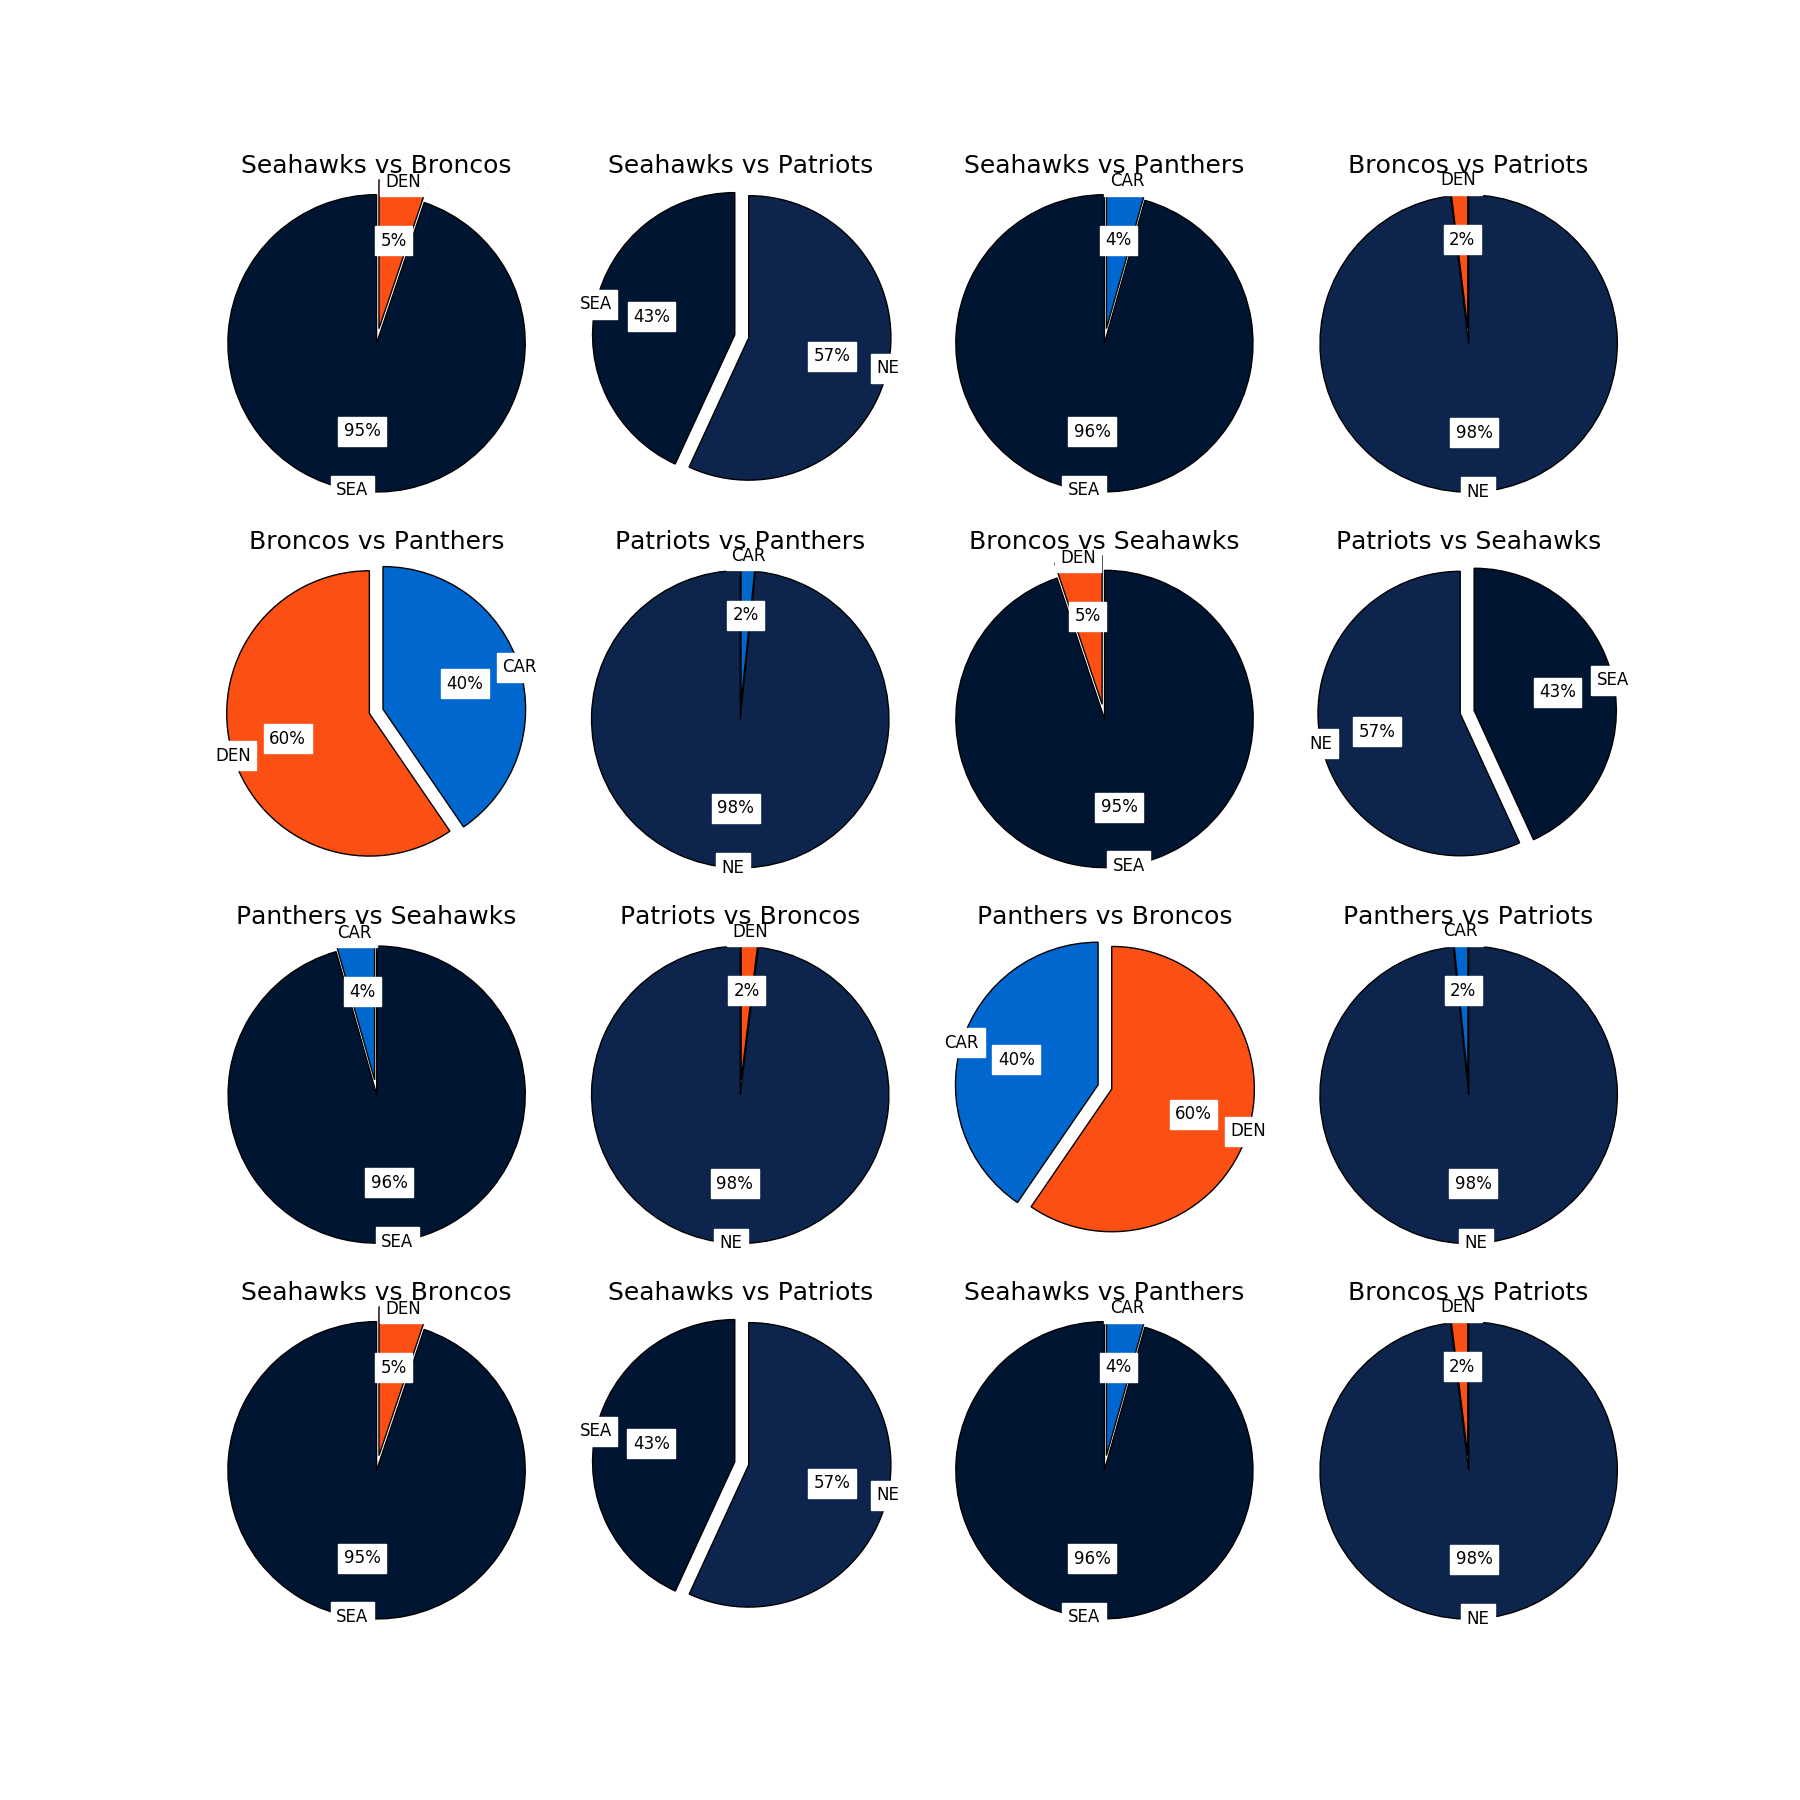 Seahawks vs Broncos
DEN
5%
95%
SEA
Seahawks vs Patriots
SEA
43%
57%
NE
Seahawks vs Panthers
CAR
4%
96%
SEA
Broncos vs Patriots
DEN
2%
98%
NE
Broncos vs Panthers
CAR
40%
60%
DEN
Patriots vs Panthers
CAR
2%
98%
NE
Broncos vs Seahawks
DEN
5%
95%
SEA
Patriots vs Seahawks
SEA
43%
57%
NE
Panthers vs Seahawks
CAR
4%
96%
SEA
Patriots vs Broncos
DEN
2%
98%
NE
Panthers vs Broncos
CAR
40%
60%
DEN
Panthers vs Patriots
CAR
2%
98%
NE
Seahawks vs Broncos
DEN
5%
95%
SEA
Seahawks vs Patriots
SEA
43%
57%
NE
Seahawks vs Panthers
CAR
4%
96%
SEA
Broncos vs Patriots
DEN
2%
98%
NE